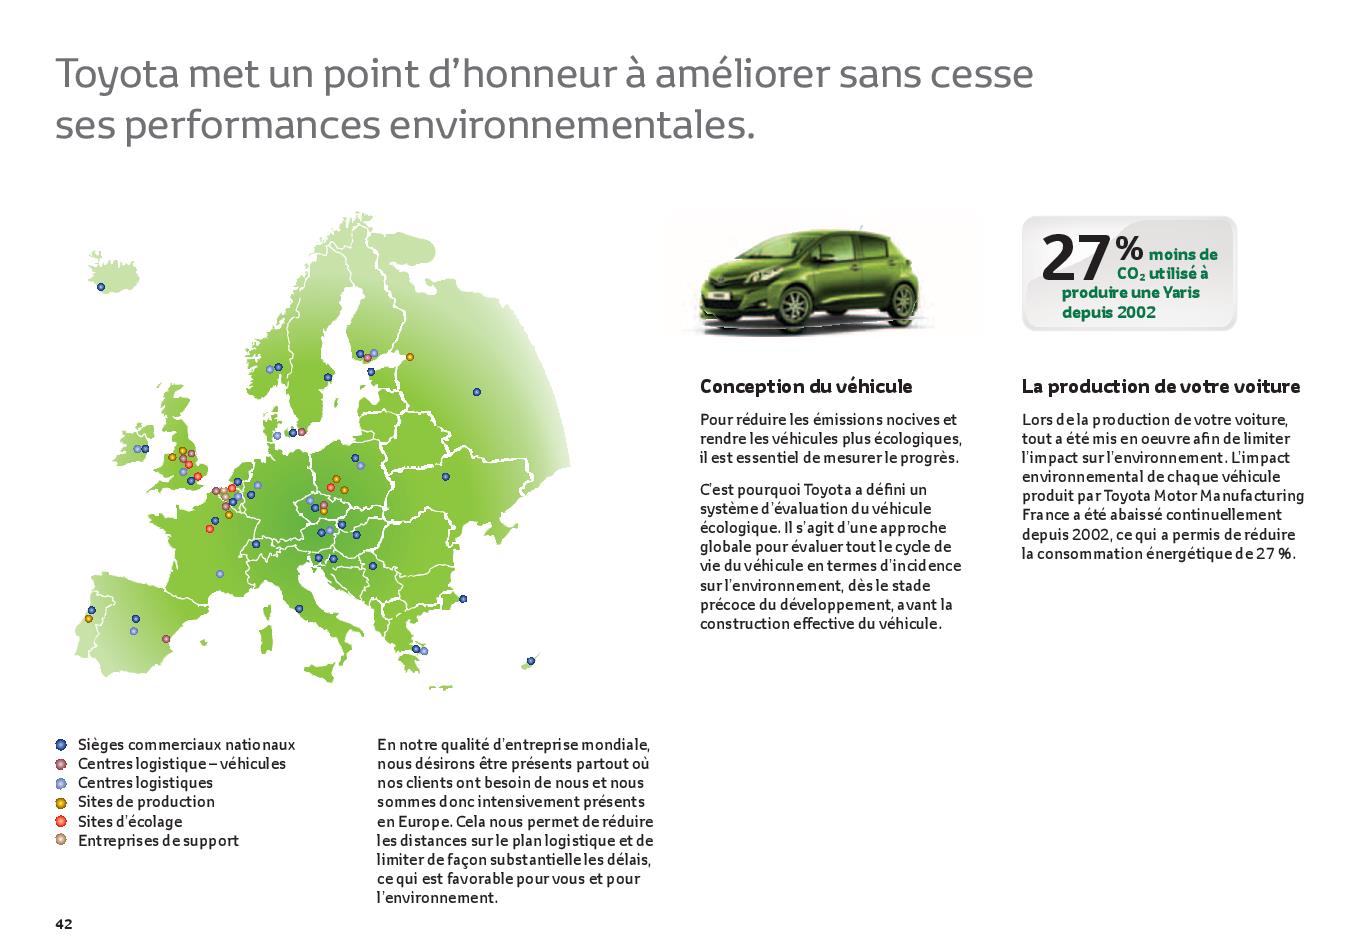 Toyota met un point d’honneur à améliorer sans cesse
ses performances environnementales.
27% moins de
CO₂ utilisé à
produire une Yaris
depuis 2002
Conception du véhicule
Pour réduire les émissions nocives et
rendre les véhicules plus écologiques,
il est essentiel de mesurer le progrès.
C’est pourquoi Toyota a défini un
système d’évaluation du véhicule
écologique. Il s’agit d’une approche
globale pour évaluer tout le cycle de
vie du véhicule en termes d’incidence
sur l’environnement, dès le stade
précoce du développement, avant la
construction effective du véhicule.
La production de votre voiture
Lors de la production de votre voiture,
tout a été mis en oeuvre afin de limiter
l’impact sur l’environnement. L’impact
environnemental de chaque véhicule
produit par Toyota Motor Manufacturing
France a été abaissé continuellement
depuis 2002, ce qui a permis de réduire
la consommation énergétique de 27 %.
Sièges commerciaux nationaux
Centres logistique – véhicules
Centres logistiques
Sites de production
Sites d’écolage
Entreprises de support
En notre qualité d’entreprise mondiale,
nous désirons être présents partout où
nos clients ont besoin de nous et nous
sommes donc intensivement présents
en Europe. Cela nous permet de réduire
les distances sur le plan logistique et de
limiter de façon substantielle les délais,
ce qui est favorable pour vous et pour
l’environnement.
42